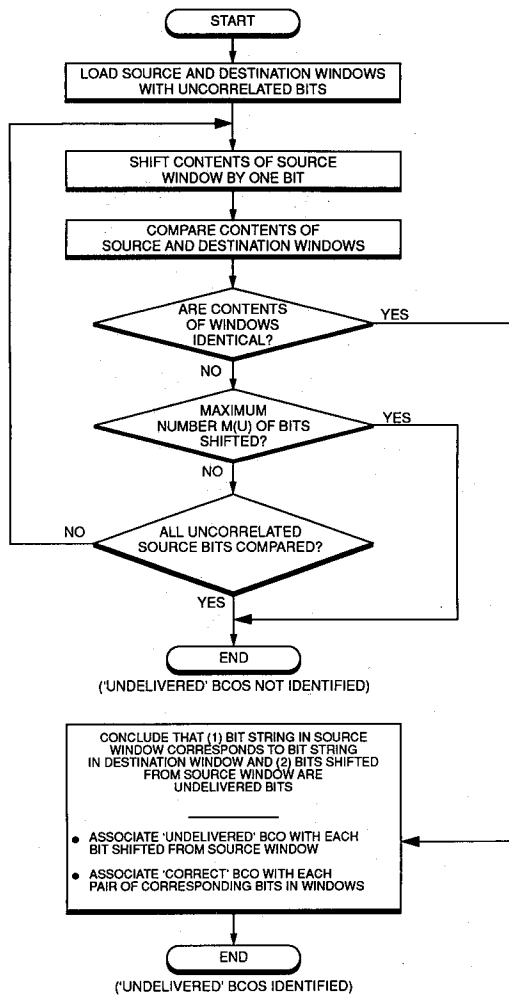 START
LOAD SOURCE AND DESTINATION WINDOWS
WITH UNCORRELATED BITS
SHIFT CONTENTS OF SOURCE
WINDOW BY ONE BIT
COMPARE CONTENTS OF
SOURCE AND DESTINATION WINDOWS
ARE CONTENTS
OF WINDOWS
IDENTICAL?
YES
NO
MAXIMUM
NUMBER M(U) OF BITS
SHIFTED?
YES
NO
ALL UNCORRELATED
SOURCE BITS COMPARED?
NO
YES
END
('UNDELIVERED' BCOS NOT IDENTIFIED)
CONCLUDE THAT (1) BIT STRING IN SOURCE
WINDOW CORRESPONDS TO BIT STRING
IN DESTINATION WINDOW AND (2) BITS SHIFTED
FROM SOURCE WINDOW ARE
UNDELIVERED BITS
• ASSOCIATE 'UNDELIVERED' BCO WITH EACH
BIT SHIFTED FROM SOURCE WINDOW
• ASSOCIATE 'CORRECT' BCO WITH EACH
PAIR OF CORRESPONDING BITS IN WINDOWS
END
('UNDELIVERED' BCOS IDENTIFIED)